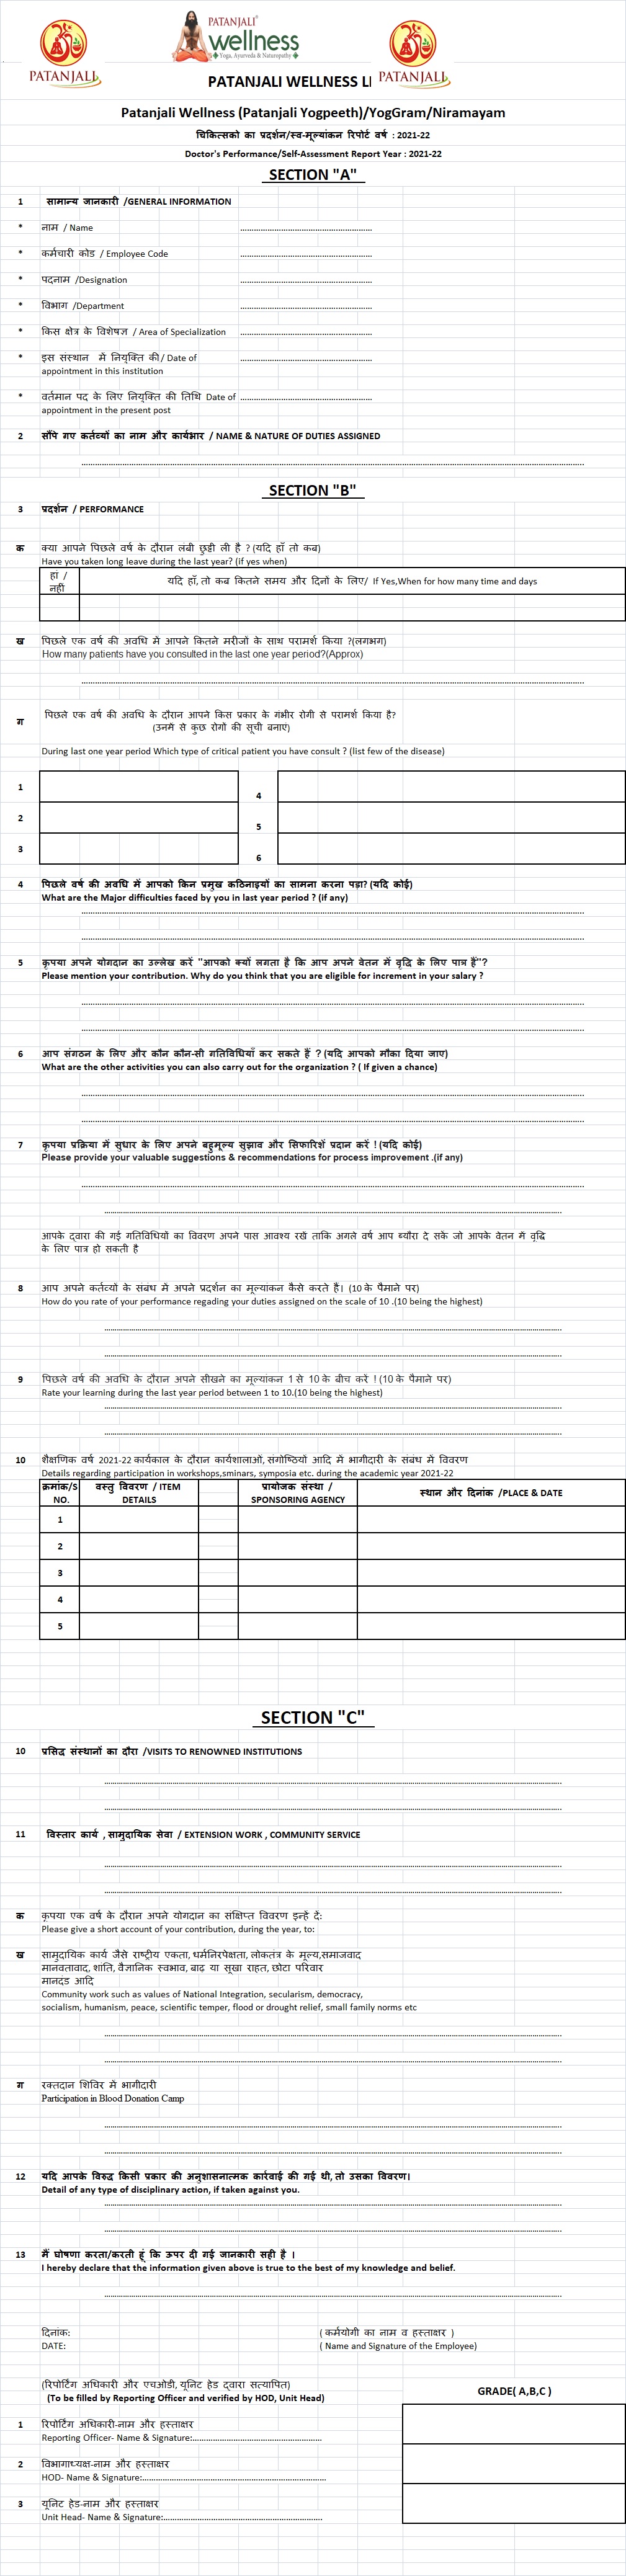 PATANJALI
PATANJALI®
wellness
Yoga, Ayurveda & Naturopathy
PATANJALI
PATANJALI WELLNESS LI
Patanjali Wellness (Patanjali Yogpeeth)/YogGram/Niramayam
चिकित्सको का प्रदर्शन/स्व-मूल्यांकन रिपोर्ट वर्ष : 2021-22
Doctor's Performance/Self-Assessment Report Year : 2021-22
SECTION "A"
1 सामान्य जानकारी /GENERAL INFORMATION
* नाम / Name ................................................
* कर्मचारी कोड / Employee Code ................................................
* पदनाम /Designation ................................................
* विभाग /Department ................................................
* किस क्षेत्र के विशेषज्ञ / Area of Specialization ................................................
* इस संस्थान में नियुक्ति की/ Date of ................................................
appointment in this institution
* वर्तमान पद के लिए नियुक्ति की तिथि Date of ................................................
appointment in the present post
2 सौंपे गए कर्तव्यों का नाम और कार्यभार / NAME & NATURE OF DUTIES ASSIGNED
................................................
SECTION "B"
3 प्रदर्शन / PERFORMANCE
क क्या आपने पिछले वर्ष के दौरान लंबी छुट्टी ली है ? (यदि हाँ तो कब)
Have you taken long leave during the last year? (if yes when)
हां / नहीं यदि हाँ, तो कब कितने समय और दिनों के लिए/ If Yes,When for how many time and days
ख पिछले एक वर्ष की अवधि में आपने कितने मरीजों के साथ परामर्श किया ?(लगभग)
How many patients have you consulted in the last one year period?(Approx)
................................................
ग पिछले एक वर्ष की अवधि के दौरान आपने किस प्रकार के गंभीर रोगी से परामर्श किया है?
(उनमें से कुछ रोगों की सूची बनाएं)
During last one year period Which type of critical patient you have consult ? (list few of the disease)
1 4
2 5
3 6
4 पिछले वर्ष की अवधि में आपको किन प्रमुख कठिनाइयों का सामना करना पड़ा? (यदि कोई)
What are the Major difficulties faced by you in last year period ? (if any)
................................................
................................................
5 कृपया अपने योगदान का उल्लेख करें "आपको क्यों लगता है कि आप अपने वेतन में वृद्धि के लिए पात्र हैं"?
Please mention your contribution. Why do you think that you are eligible for increment in your salary ?
................................................
................................................
6 आप संगठन के लिए और कौन कौन-सी गतिविधियाँ कर सकते हैं ? (यदि आपको मौका दिया जाए)
What are the other activities you can also carry out for the organization ? ( If given a chance)
................................................
................................................
7 कृपया प्रक्रिया में सुधार के लिए अपने बहुमूल्य सुझाव और सिफारिशें प्रदान करें ! (यदि कोई)
Please provide your valuable suggestions & recommendations for process improvement .(if any)
................................................
................................................
आपके द्वारा की गई गतिविधियों का विवरण अपने पास आवश्य रखें ताकि अगले वर्ष आप ब्यौरा दे सकें जो आपके वेतन में वृद्धि
के लिए पात्र हो सकती है
8 आप अपने कर्तव्यों के संबंध में अपने प्रदर्शन का मूल्यांकन कैसे करते हैं। (10 के पैमाने पर)
How do you rate of your performance regading your duties assigned on the scale of 10 .(10 being the highest)
................................................
................................................
9 पिछले वर्ष की अवधि के दौरान अपने सीखने का मूल्यांकन 1 से 10 के बीच करें ! (10 के पैमाने पर)
Rate your learning during the last year period between 1 to 10.(10 being the highest)
................................................
................................................
10 शैक्षणिक वर्ष 2021-22 कार्यकाल के दौरान कार्यशालाओं, संगोष्ठियों आदि में भागीदारी के संबंध में विवरण
Details regarding participation in workshops,sminars, symposia etc. during the academic year 2021-22
क्रमांक/S NO. वस्तु विवरण / ITEM DETAILS प्रायोजक संस्था / SPONSORING AGENCY स्थान और दिनांक /PLACE & DATE
1
2
3
4
5
SECTION "C"
10 प्रसिद्ध संस्थानों का दौरा /VISITS TO RENOWNED INSTITUTIONS
................................................
................................................
11 विस्तार कार्य , सामुदायिक सेवा / EXTENSION WORK , COMMUNITY SERVICE
................................................
................................................
क कृपया एक वर्ष के दौरान अपने योगदान का संक्षिप्त विवरण इन्हें दें:
Please give a short account of your contribution, during the year, to:
ख सामुदायिक कार्य जैसे राष्ट्रीय एकता, धर्मनिरपेक्षता, लोकतंत्र के मूल्य,समाजवाद
मानवतावाद, शांति, वैज्ञानिक स्वभाव, बाढ़ या सूखा राहत, छोटा परिवार
मानदंड आदि
Community work such as values of National Integration, secularism, democracy,
socialism, humanism, peace, scientific temper, flood or drought relief, small family norms etc
................................................
................................................
ग रक्तदान शिविर में भागीदारी
Participation in Blood Donation Camp
................................................
................................................
12 यदि आपके विरुद्ध किसी प्रकार की अनुशासनात्मक कार्रवाई की गई थी, तो उसका विवरण।
Detail of any type of disciplinary action, if taken against you.
................................................
................................................
13 मैं घोषणा करता/करती हूं कि ऊपर दी गई जानकारी सही है ।
I hereby declare that the information given above is true to the best of my knowledge and belief.
................................................
दिनांक: ( कर्मयोगी का नाम व हस्ताक्षर )
DATE: ( Name and Signature of the Employee)
(रिपोर्टिंग अधिकारी और एचओडी, यूनिट हेड द्वारा सत्यापित)
(To be filled by Reporting Officer and verified by HOD, Unit Head)
GRADE( A,B,C )
1 रिपोर्टिंग अधिकारी-नाम और हस्ताक्षर
Reporting Officer- Name & Signature:................................................
2 विभागाध्यक्ष-नाम और हस्ताक्षर
HOD- Name & Signature:................................................
3 यूनिट हेड-नाम और हस्ताक्षर
Unit Head- Name & Signature:................................................